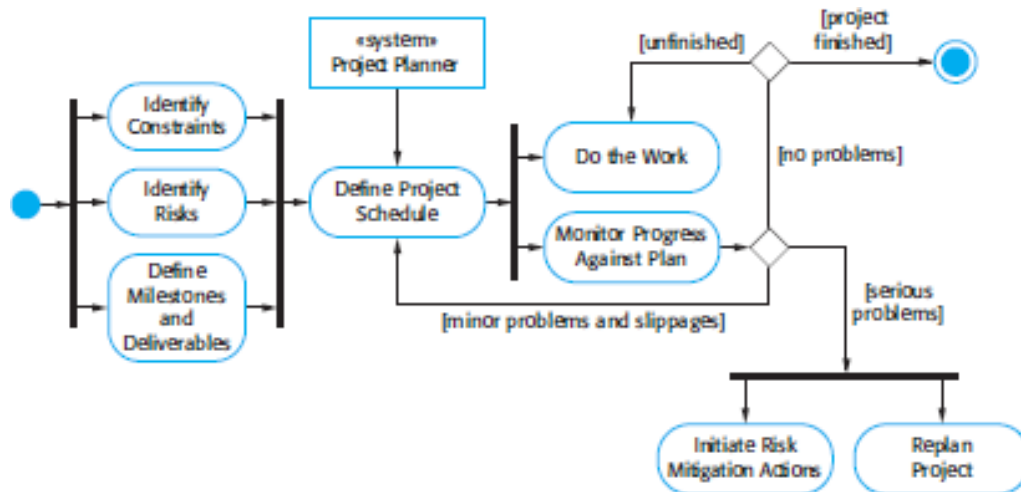 «system»
Project Planner
[unfinished]
[project
finished]
Identify
Constraints
Do the Work
[no problems]
Identify
Risks
Define Project
Schedule
Monitor Progress
Against Plan
Define
Milestones
and
Deliverables
[minor problems and slippages]
[serious
problems]
Initiate Risk
Mitigation Actions
Replan
Project